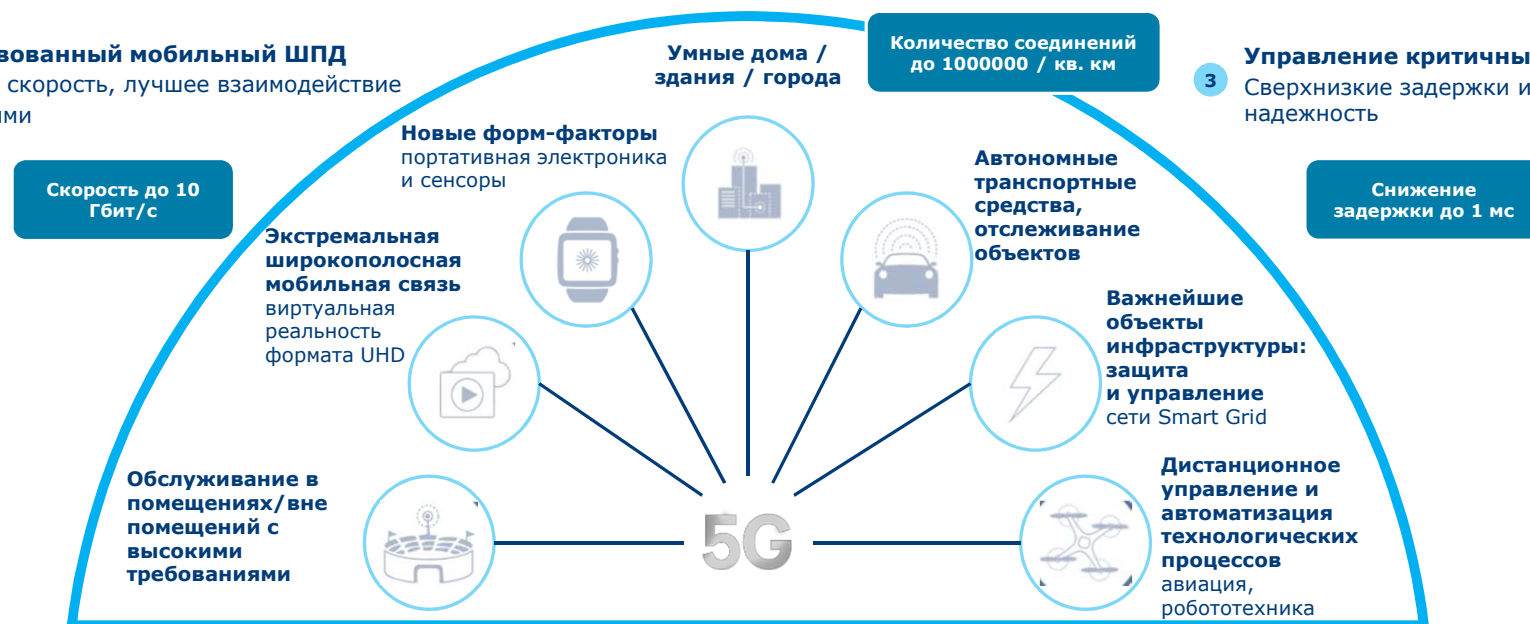 вованный мобильный ШПД
скорость, лучшее взаимодействие
ими
Скорость до 10
Гбит/с
Умные дома /
здания / города
Количество соединений
до 1000000 / кв. км
3
Управление критичны
Сверхнизкие задержки и
надежность
Снижение
задержки до 1 мс
Новые форм-факторы
портативная электроника
и сенсоры
Экстремальная
широкополосная
мобильная связь
виртуальная
реальность
формата UHD
Обслуживание в
помещениях/вне
помещений с
высокими
требованиями
Автономные
транспортные
средства,
отслеживание
объектов
Важнейшие
объекты
инфраструктуры:
защита
и управление
сети Smart Grid
Дистанционное
управление и
автоматизация
технологических
процессов
авиация,
робототехника
5G